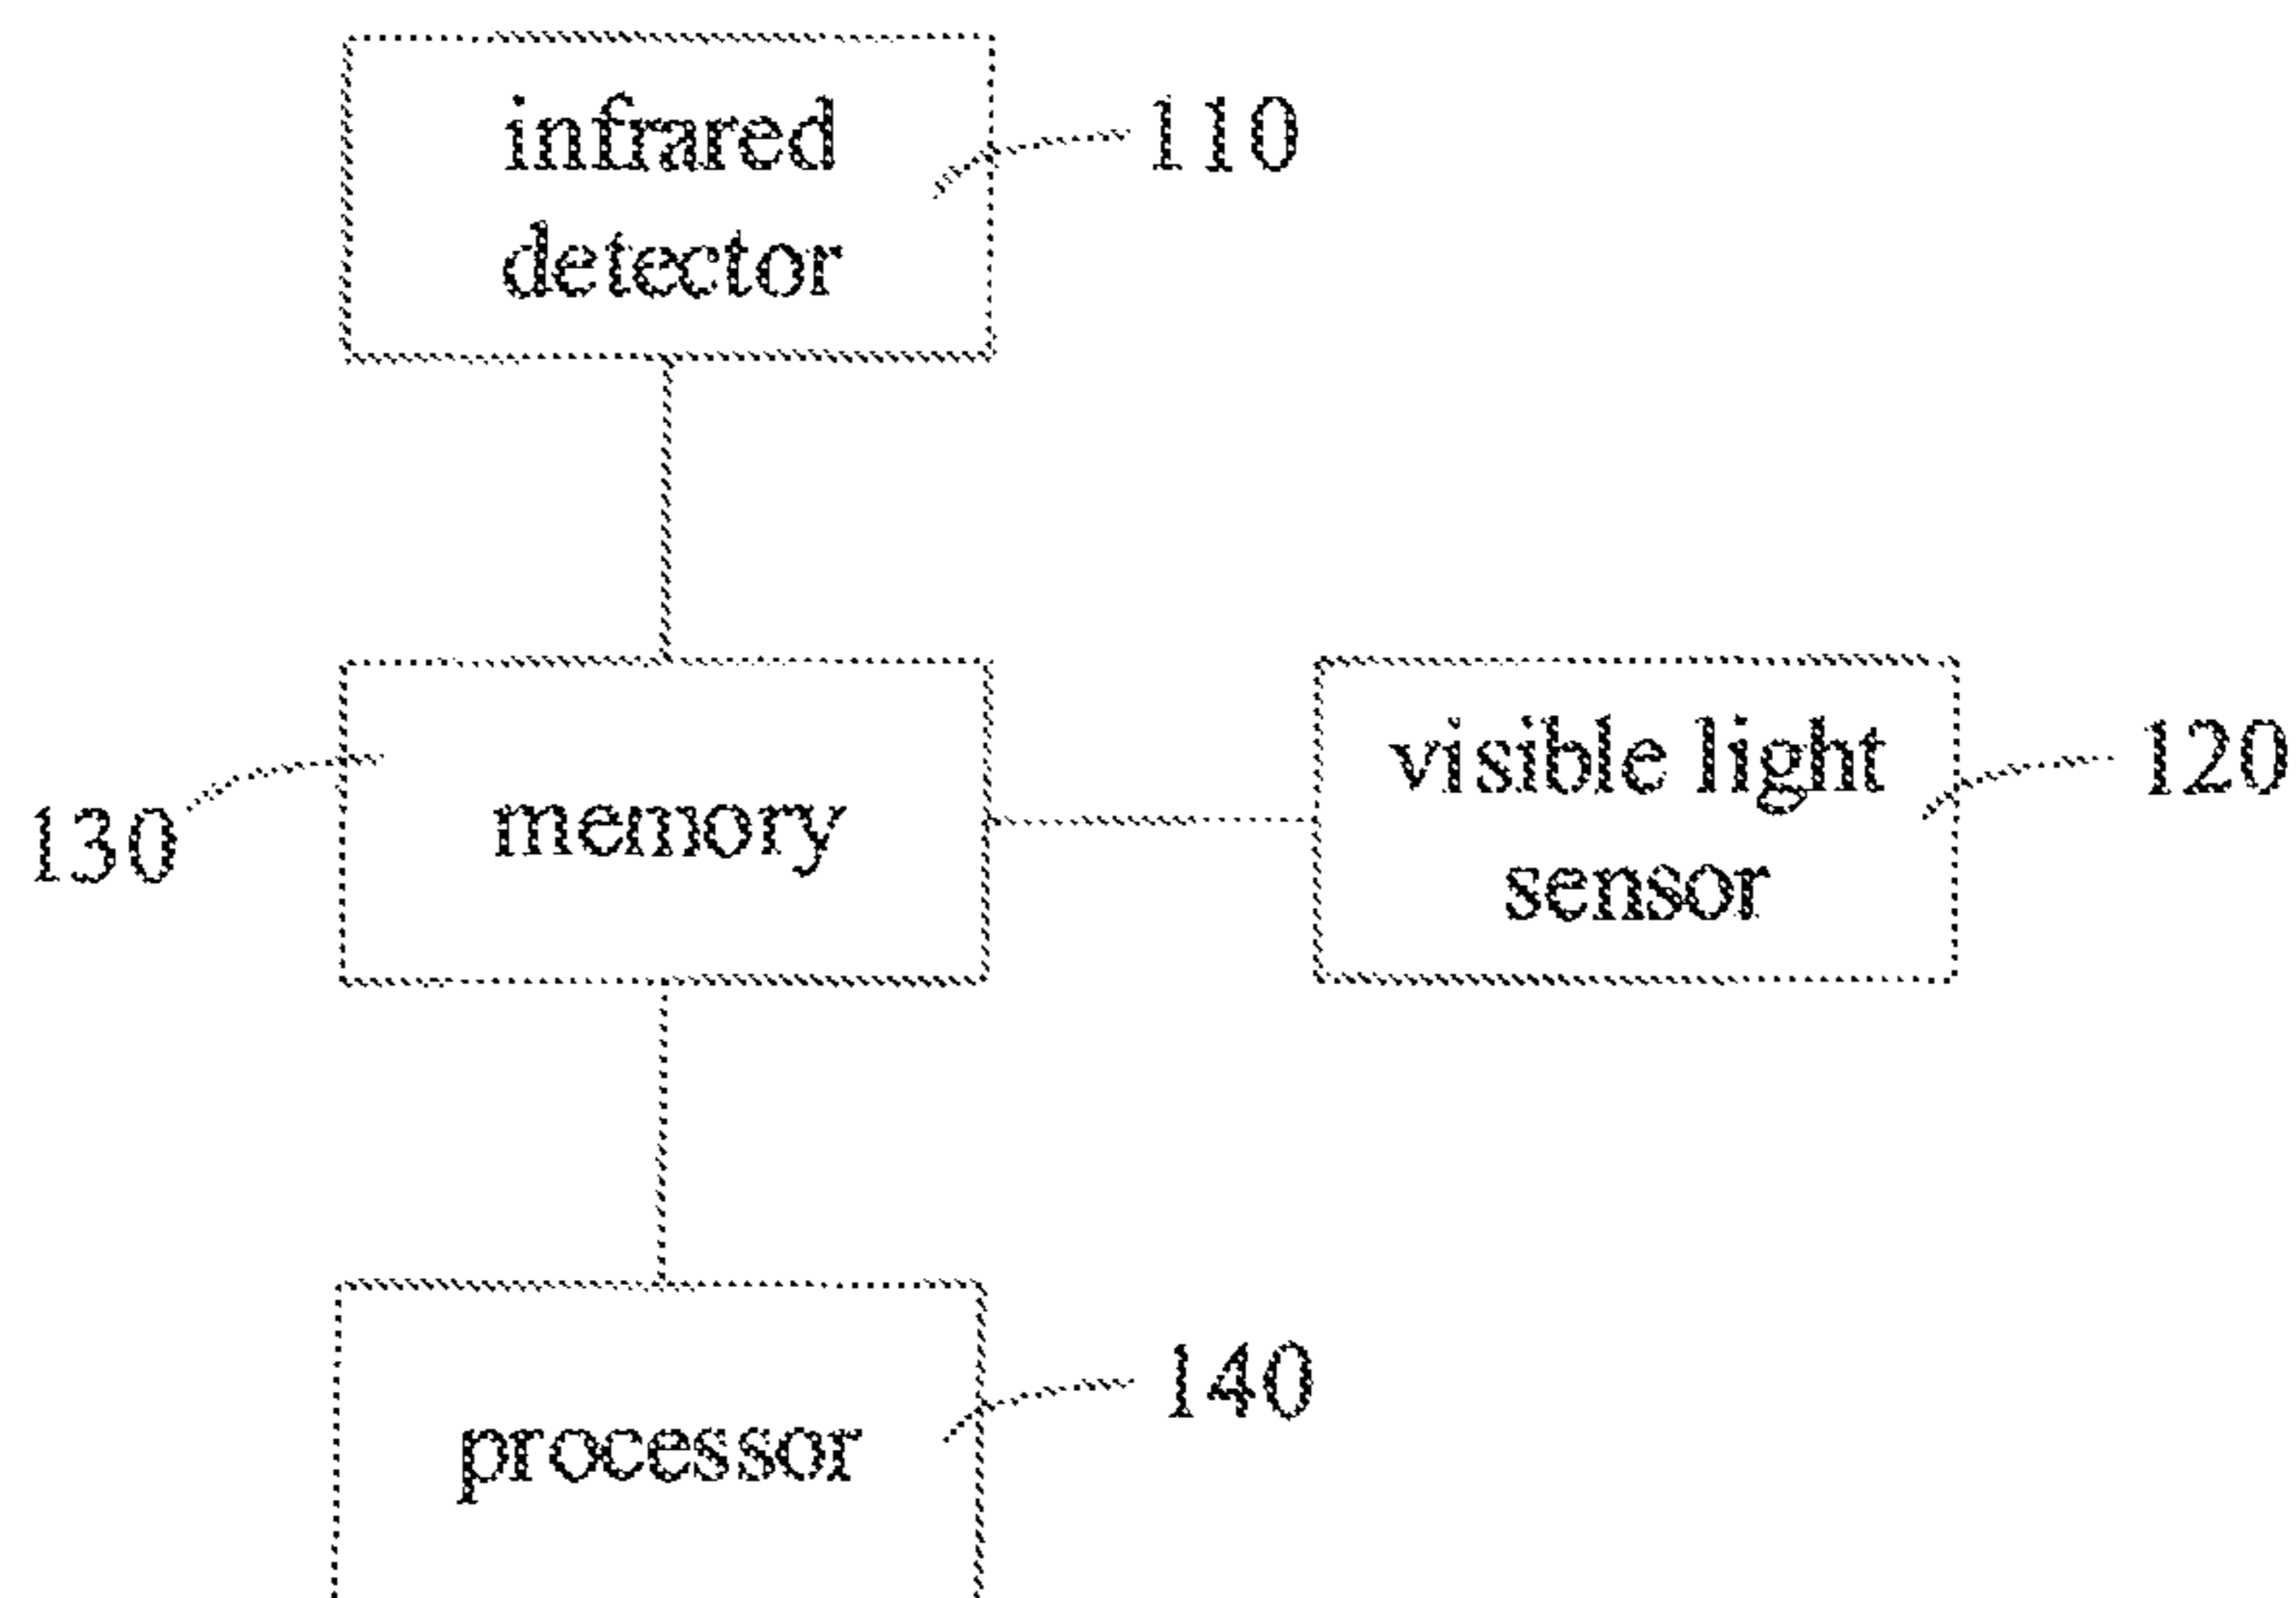 infrared
detector
110
visible light
sensor
120
130
memory
140
processor